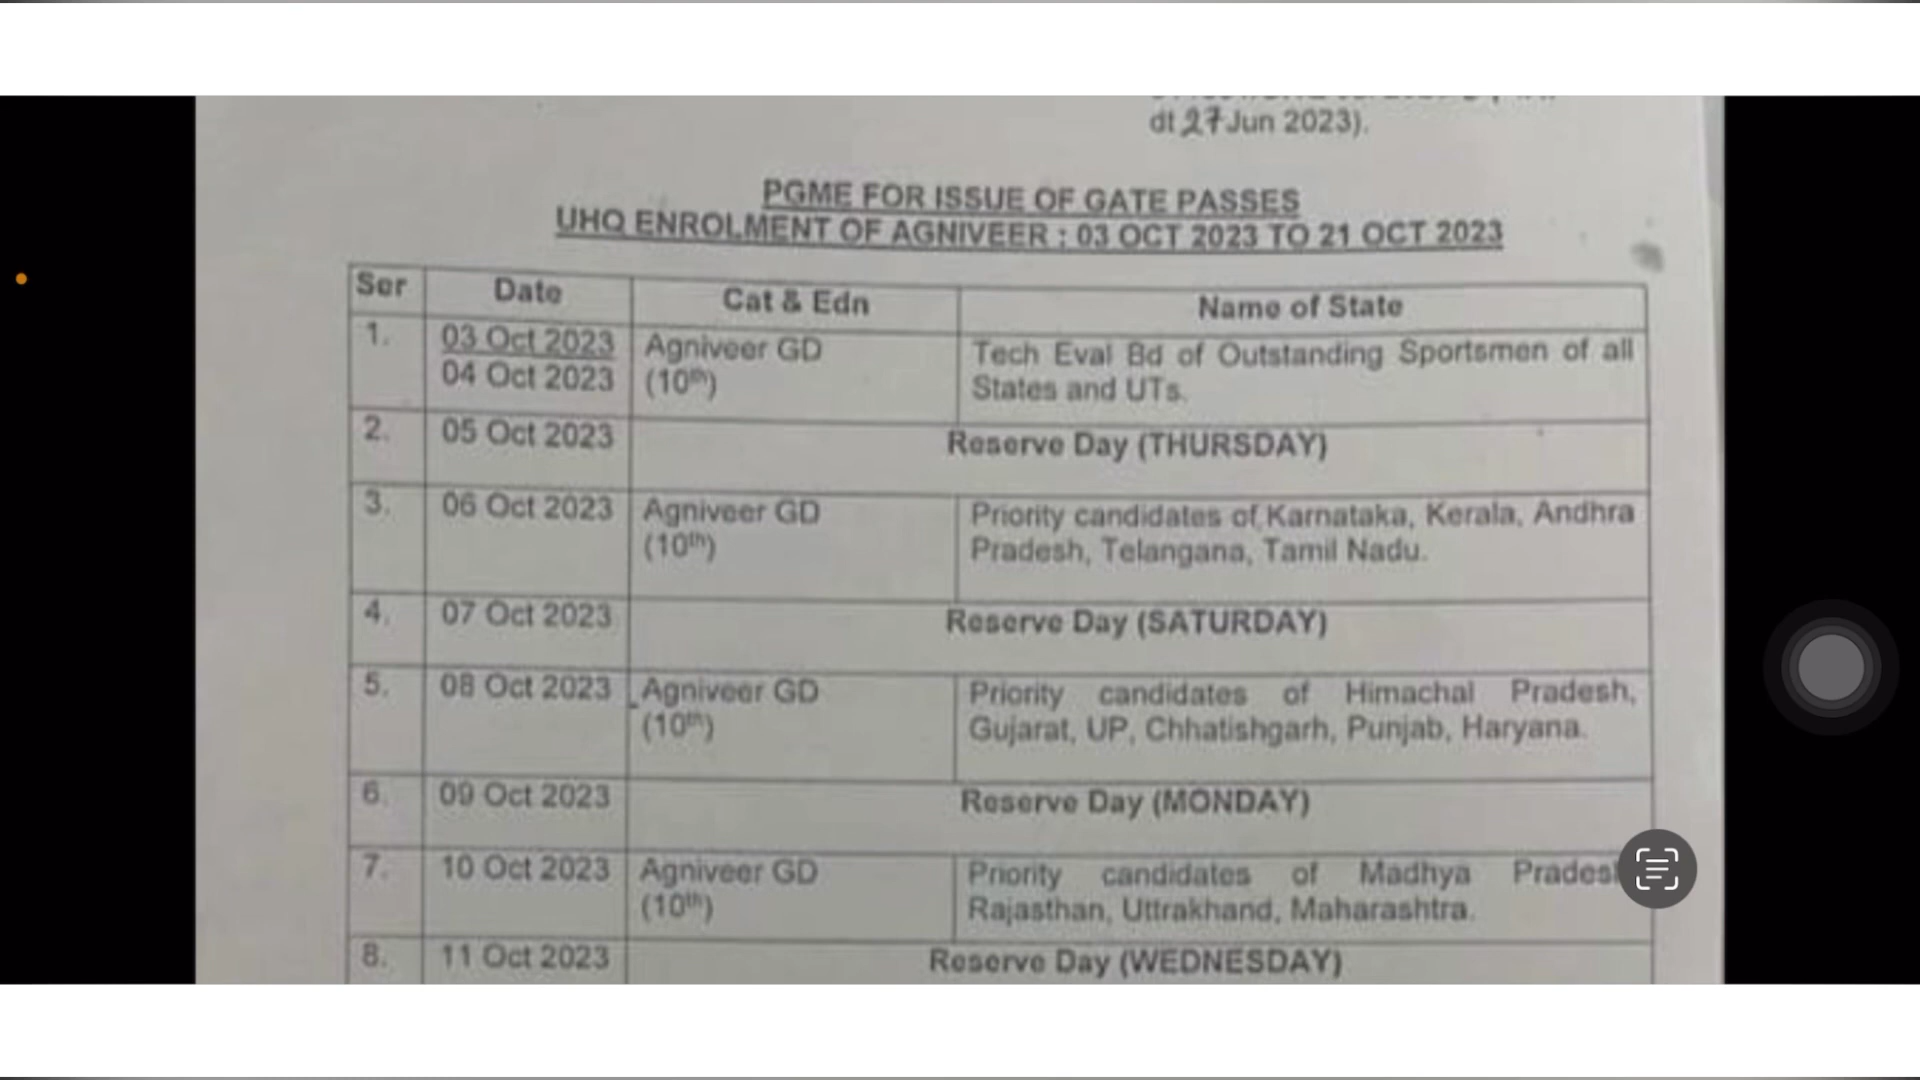 dt 27 Jun 2023).
PGME FOR ISSUE OF GATE PASSES
UHQ ENROLMENT OF AGNIVEER : 03 OCT 2023 TO 21 OCT 2023
Ser Date Cat & Edn Name of State
1. 03 Oct 2023 Agniveer GD Tech Eval Bd of Outstanding Sportsmen of all
04 Oct 2023 (10th) States and UTs.
2. 05 Oct 2023 Reserve Day (THURSDAY)
3. 06 Oct 2023 Agniveer GD Priority candidates of Karnataka, Kerala, Andhra
(10th) Pradesh, Telangana, Tamil Nadu.
4. 07 Oct 2023 Reserve Day (SATURDAY)
5. 08 Oct 2023 Agniveer GD Priority candidates of Himachal Pradesh,
(10th) Gujarat, UP, Chhatishgarh, Punjab, Haryana.
6. 09 Oct 2023 Reserve Day (MONDAY)
7. 10 Oct 2023 Agniveer GD Priority candidates of Madhya Prades
(10th) Rajasthan, Uttrakhand, Maharashtra.
8. 11 Oct 2023 Reserve Day (WEDNESDAY)